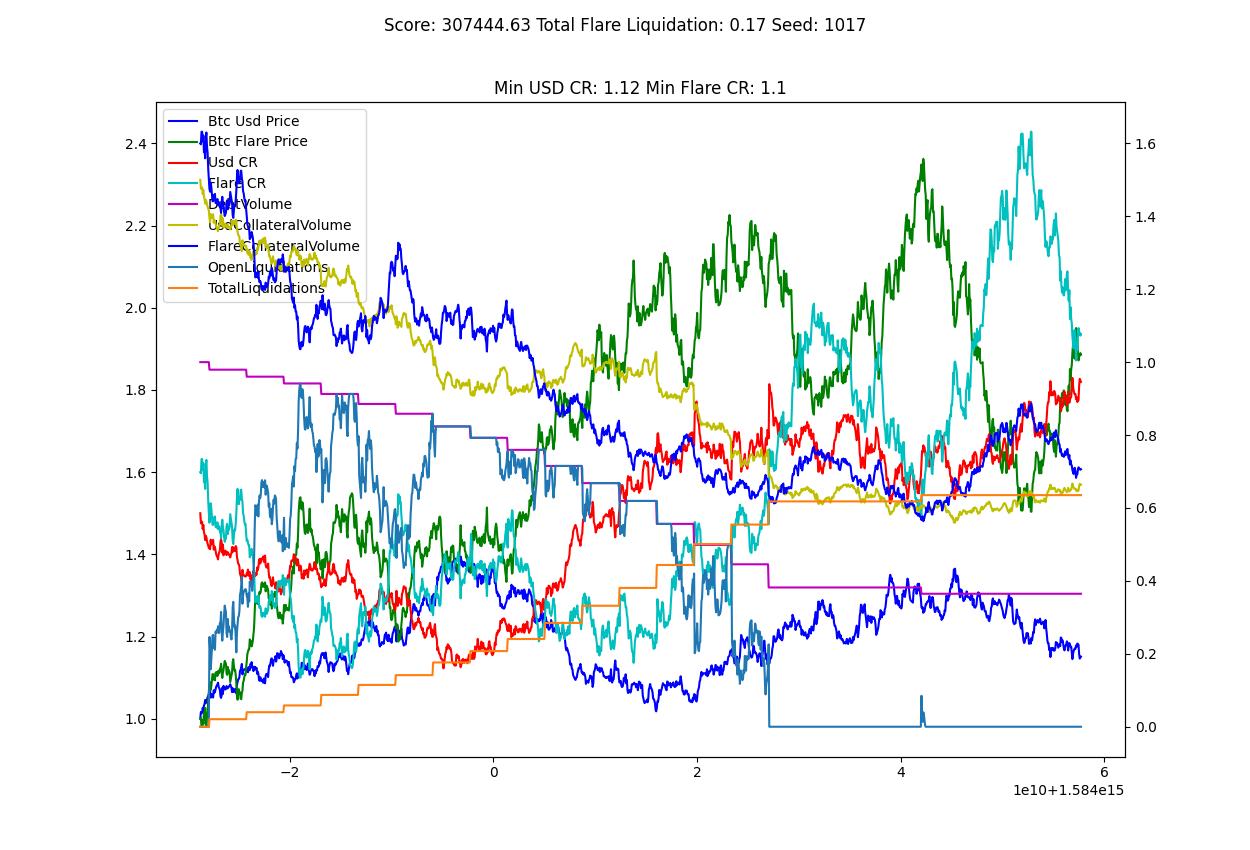 Score: 307444.63 Total Flare Liquidation: 0.17 Seed: 1017
Min USD CR: 1.12 Min Flare CR: 1.1
Btc Usd Price
Btc Flare Price
Usd CR
Flare CR
DebtVolume
UsdCollateralVolume
FlareCollateralVolume
OpenLiquidations
TotalLiquidations
2.4
2.2
2.0
1.8
1.6
1.4
1.2
1.0
1.6
1.4
1.2
1.0
0.8
0.6
0.4
0.2
0.0
−2 0 2 4 6
1e10+1.584e15